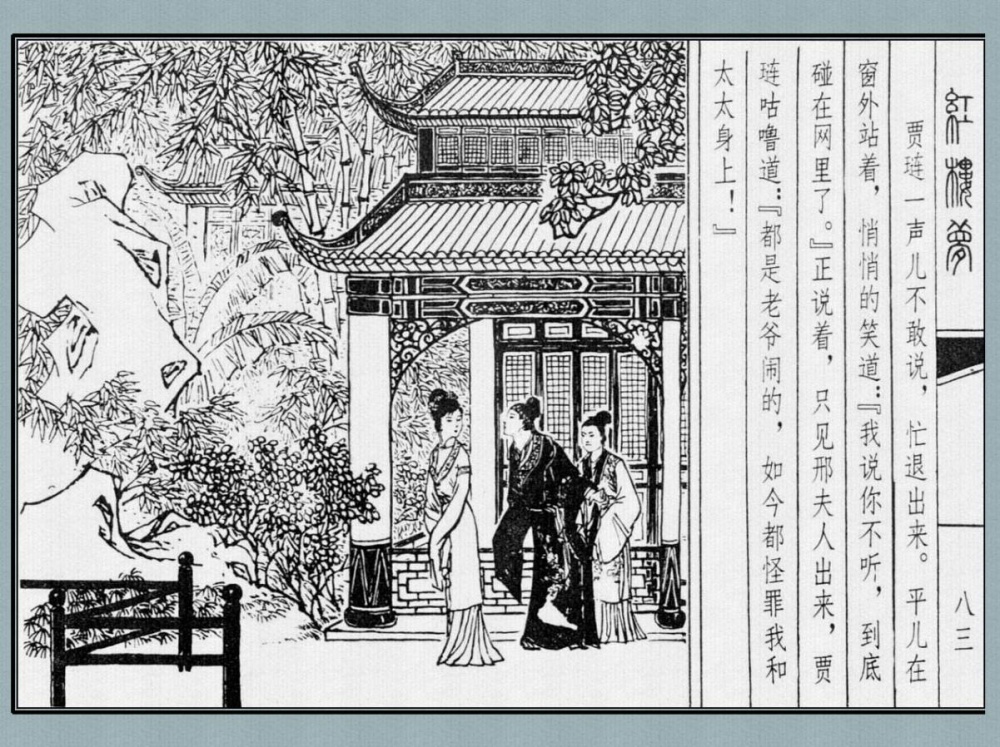 红楼梦
八三
贾琏一声儿不敢说，忙退出来。平儿在
窗外站着，悄悄的笑道：『我说你不听，到底
碰在网里了。』正说着，只见邢夫人出来，贾
琏咕噜道：『都是老爷闹的，如今都怪罪我和
太太身上！』